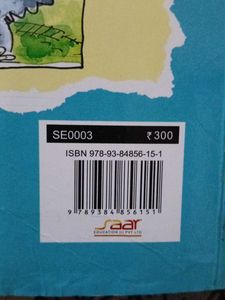 SE0003 ₹ 300
ISBN 978-93-84856-15-1
9 789384 856151
saar
EDUCATION (I) PVT LTD